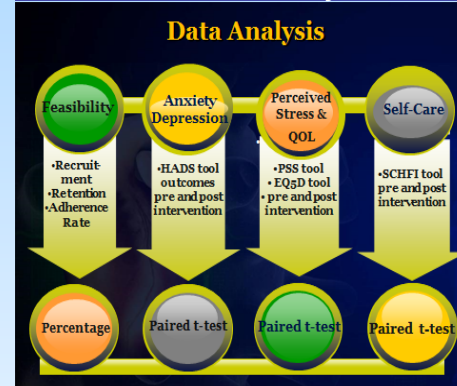 Data Analysis
Feasibility
Anxiety
Depression
Perceived
Stress &
QOL
Self-Care
•Recruit-
ment
•Retention
•Adherence
Rate
•HADS tool
outcomes
pre and post
intervention
•PSS tool
• EQ5D tool
• pre and post
intervention
•SCHFI tool
pre and post
intervention
Percentage
Paired t-test
Paired t-test
Paired t-test